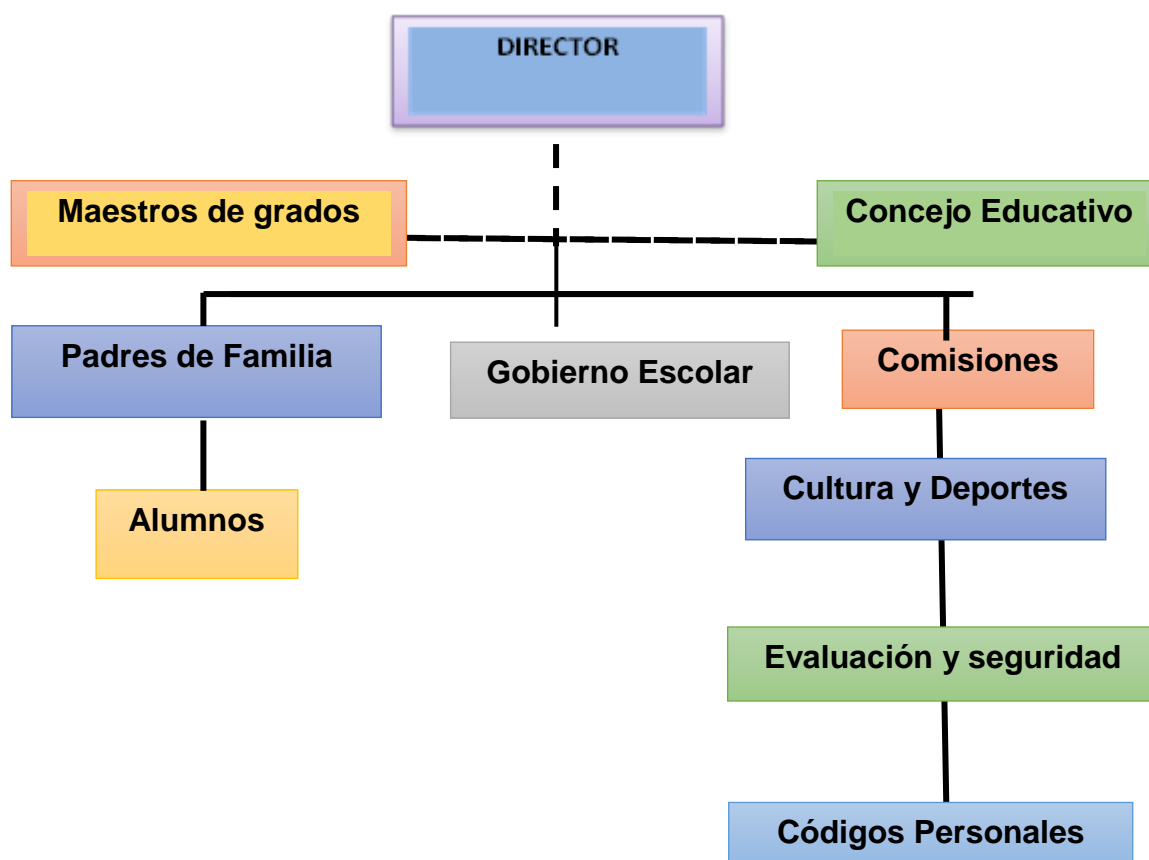 DIRECTOR
Maestros de grados
Concejo Educativo
Padres de Familia
Gobierno Escolar
Comisiones
Alumnos
Cultura y Deportes
Evaluación y seguridad
Códigos Personales